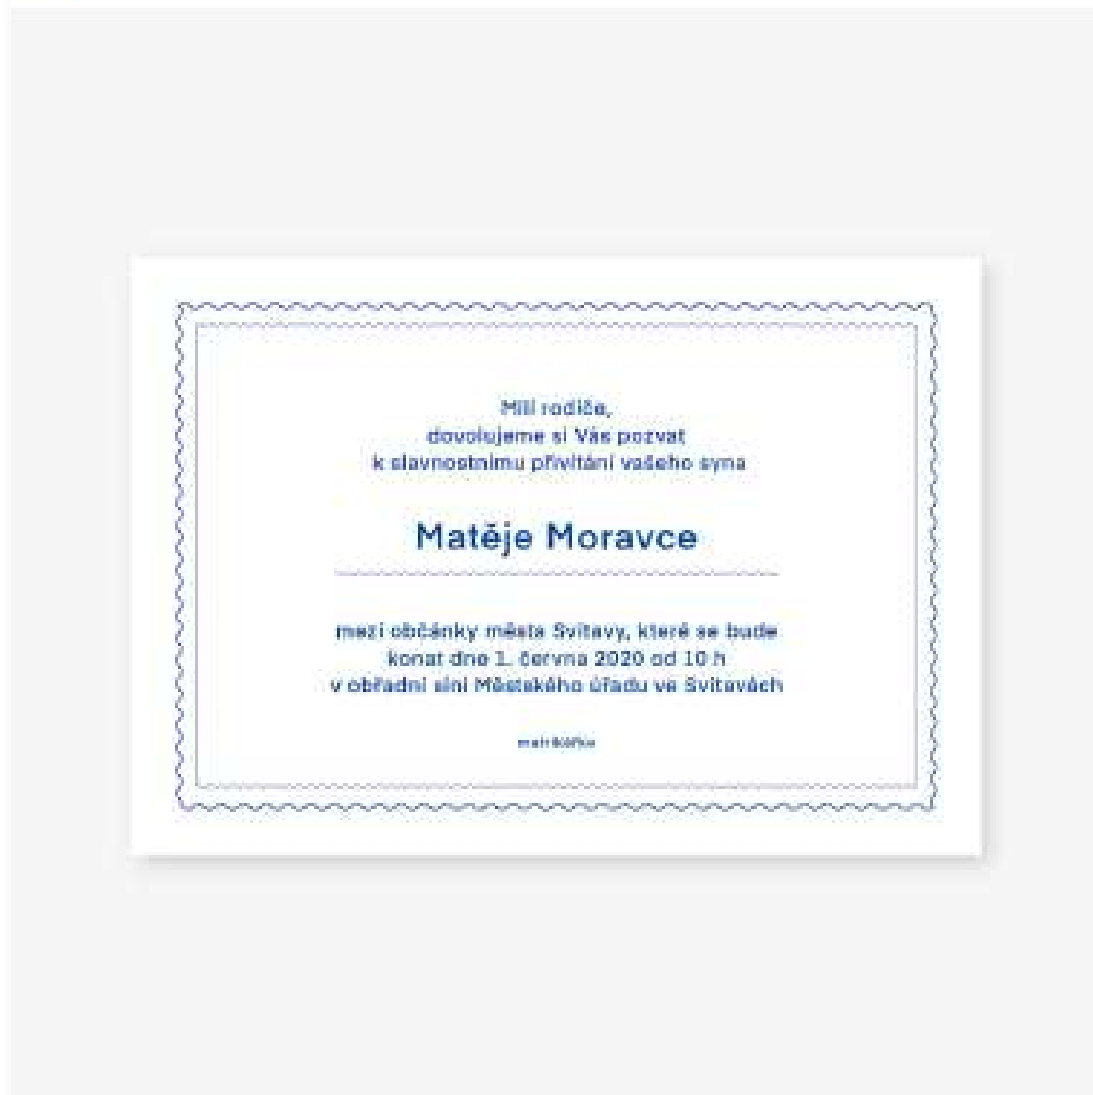 Milí rodiče,
dovolujeme si Vás pozvat
k slavnostnímu přivítání vašeho syna
Matěje Moravce
mezi občánky města Svitavy, které se bude
konat dne 1. června 2020 od 10 h
v obřadní síni Městského úřadu ve Svitavách
matrikářka